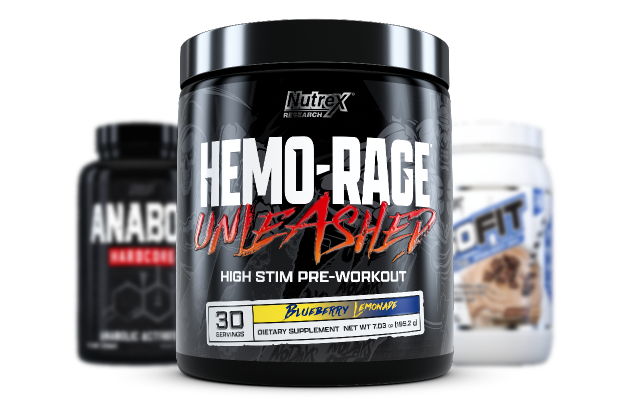 Nutrex
RESEARCH
HEMO-RAGE
UNLEASHED
HIGH STIM PRE-WORKOUT
30
SERVINGS
BLUEBERRY LEMONADE
DIETARY SUPPLEMENT NET WT 7.03 oz (199.2 g)
ANABO
HARDCORE
OFIT